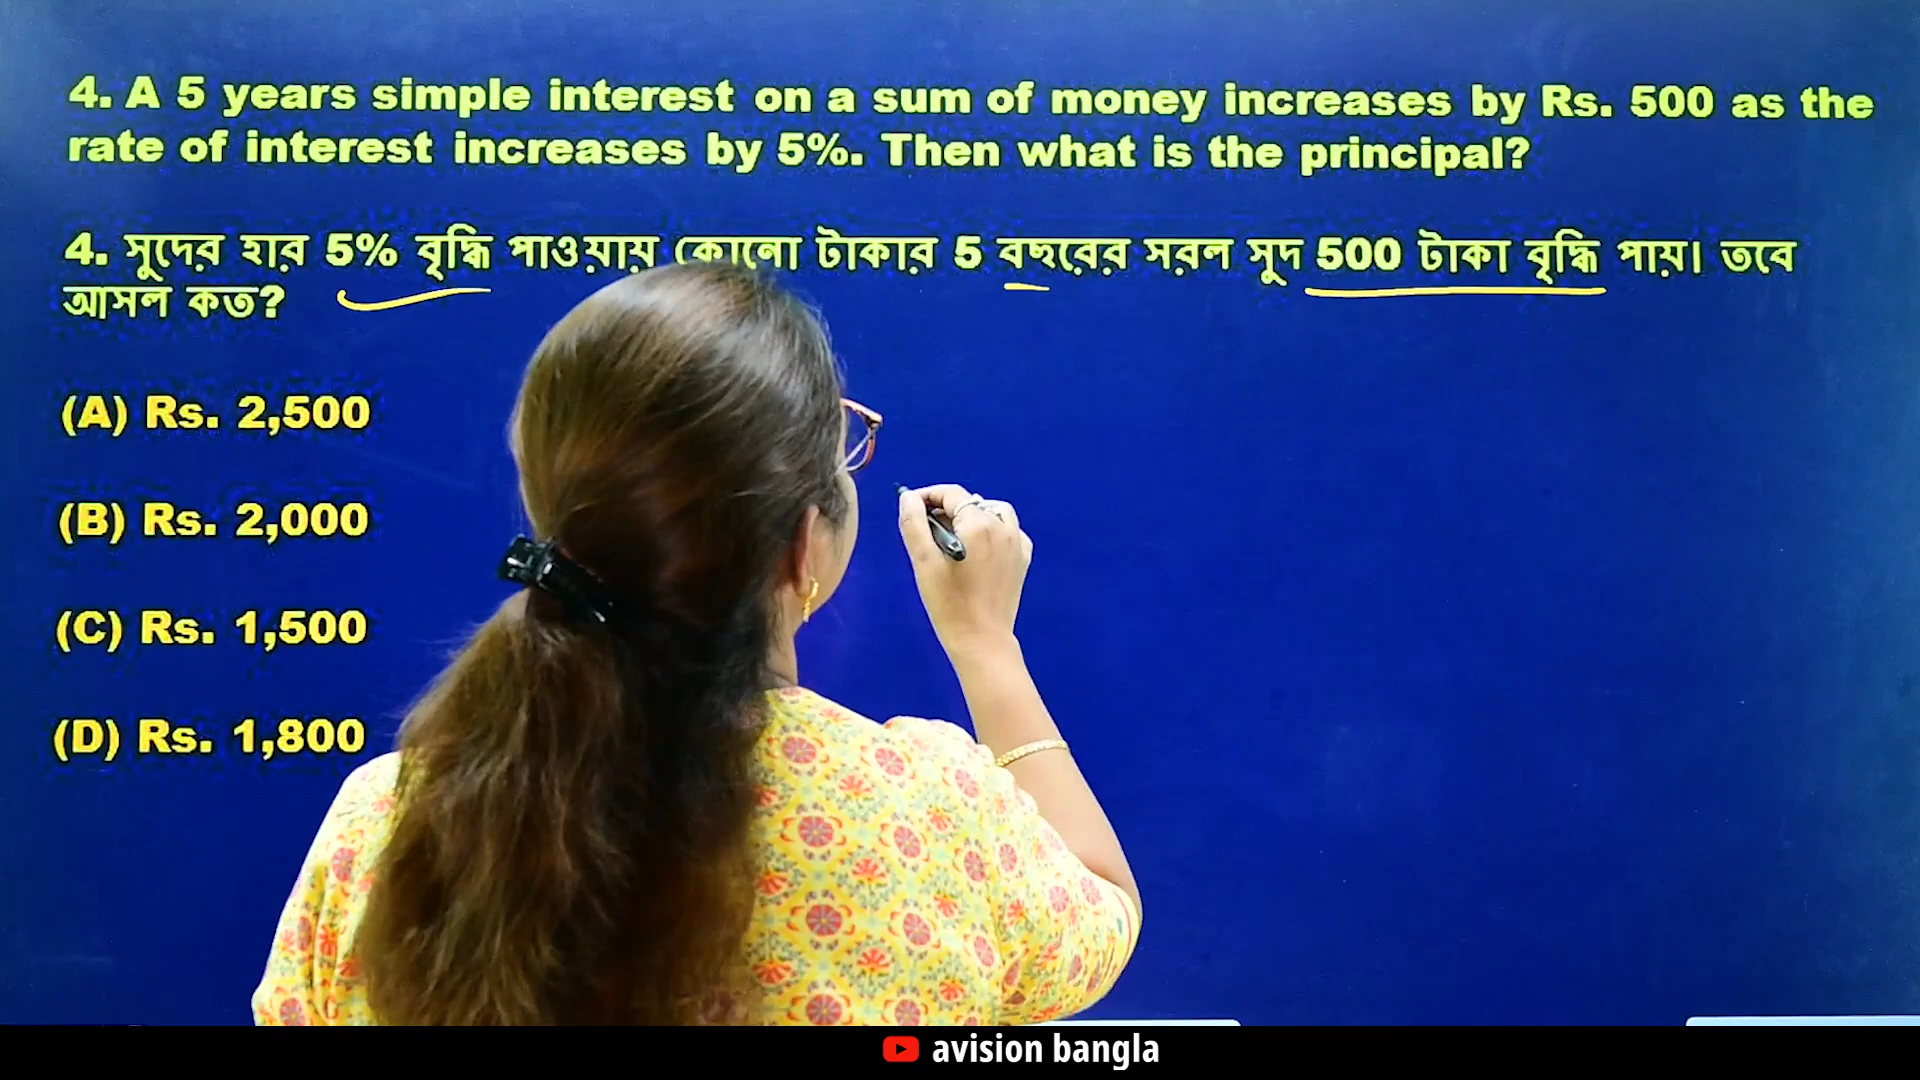 4. A 5 years simple interest on a sum of money increases by Rs. 500 as the
rate of interest increases by 5%. Then what is the principal?
4. সুদের হার 5% বৃদ্ধি পাওয়ায় কোনো টাকার 5 বছরের সরল সুদ 500 টাকা বৃদ্ধি পায়। তবে
আসল কত?
(A) Rs. 2,500
(B) Rs. 2,000
(C) Rs. 1,500
(D) Rs. 1,800
avision bangla